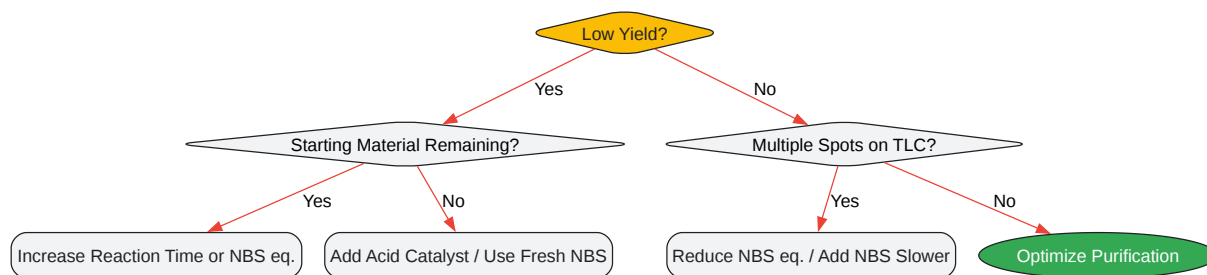 Low Yield?
Yes
No
Starting Material Remaining?
Multiple Spots on TLC?
Yes
No
Yes
No
Increase Reaction Time or NBS eq.
Add Acid Catalyst / Use Fresh NBS
Reduce NBS eq. / Add NBS Slower
Optimize Purification